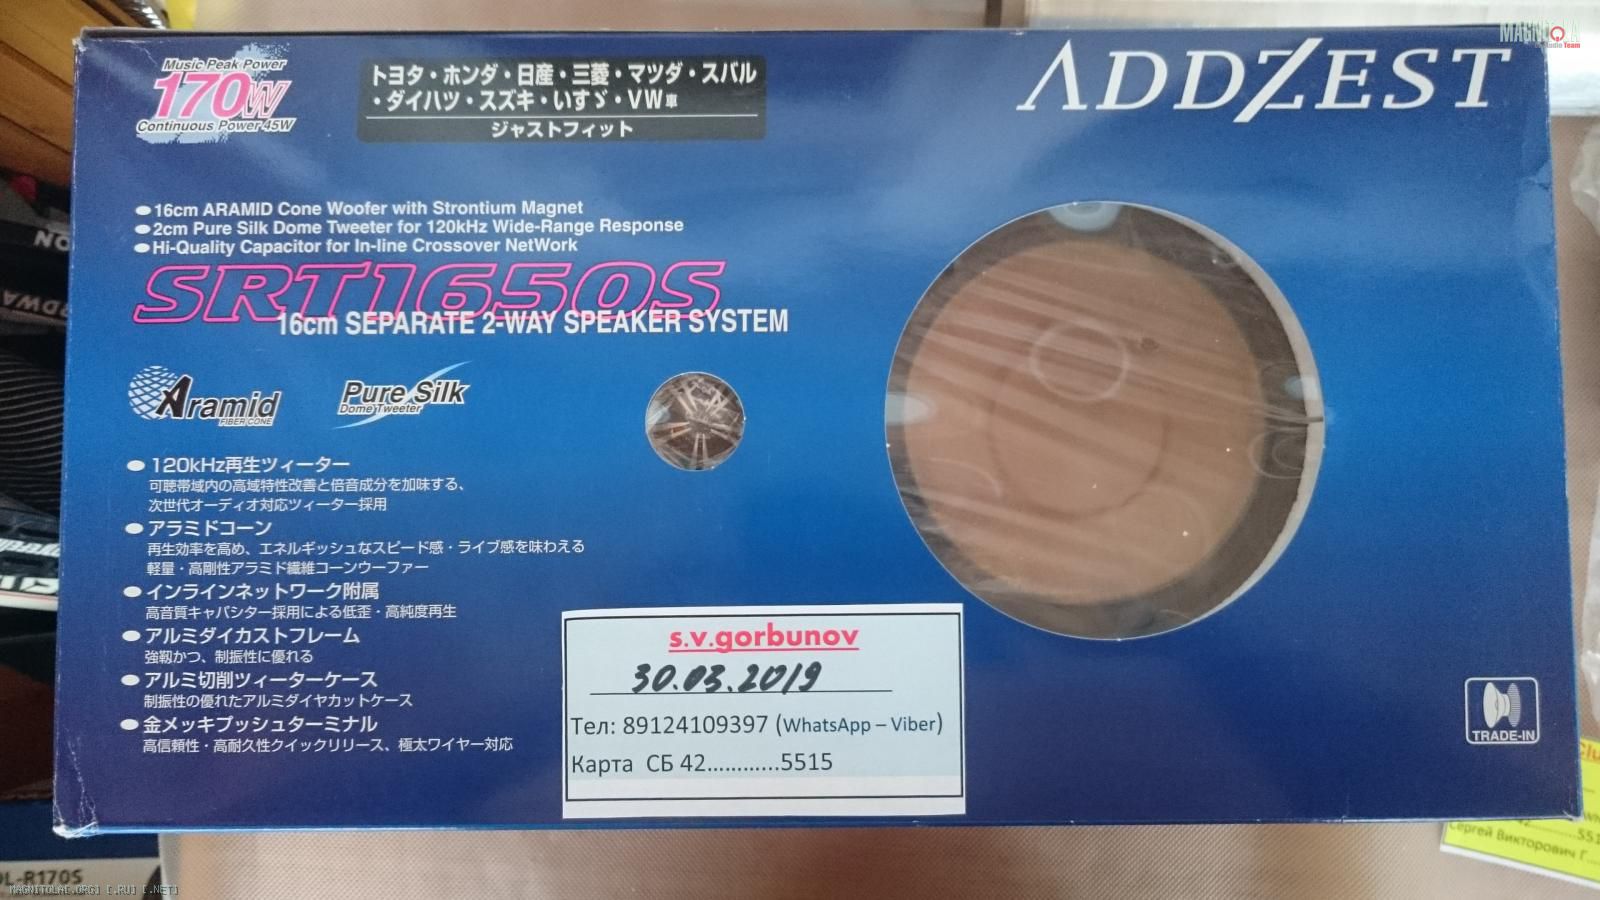 MAGNITOLA
Audio Team
Music Peak Power
170W
Continuous Power 45W
トヨタ・ホンダ・日産・三菱・マツダ・スバル
・ダイハツ・スズキ・いすゞ・VW車
ジャストフィット
ADDZEST
●16cm ARAMID Cone Woofer with Strontium Magnet
●2cm Pure Silk Dome Tweeter for 120kHz Wide-Range Response
●Hi-Quality Capacitor for In-line Crossover NetWork
SRT1650S
16cm SEPARATE 2-WAY SPEAKER SYSTEM
Aramid
FIBER CONE
Pure Silk
Dome Tweeter
●120kHz再生ツィーター
可聴帯域内の高域特性改善と倍音成分を加味する、
次世代オーディオ対応ツィーター採用
●アラミドコーン
再生効率を高め、エネルギッシュなスピード感・ライブ感を味わえる
軽量・高剛性アラミド繊維コーンウーファー
●インラインネットワーク附属
高音質キャパシター採用による低歪・高純度再生
●アルミダイカストフレーム
強靭かつ、制振性に優れる
●アルミ切削ツィーターケース
制振性の優れたアルミダイヤカットケース
●金メッキプッシュターミナル
高信頼性・高耐久性クイックリリース、極太ワイヤー対応
s.v.gorbunov
30.03.2019
Тел: 89124109397 (WhatsApp – Viber)
Карта СБ 42............5515
TRADE-IN
Сергей Викторович Г....
DL-R170S
MAGNITOLA[.ORG] [.RU] [.NET]